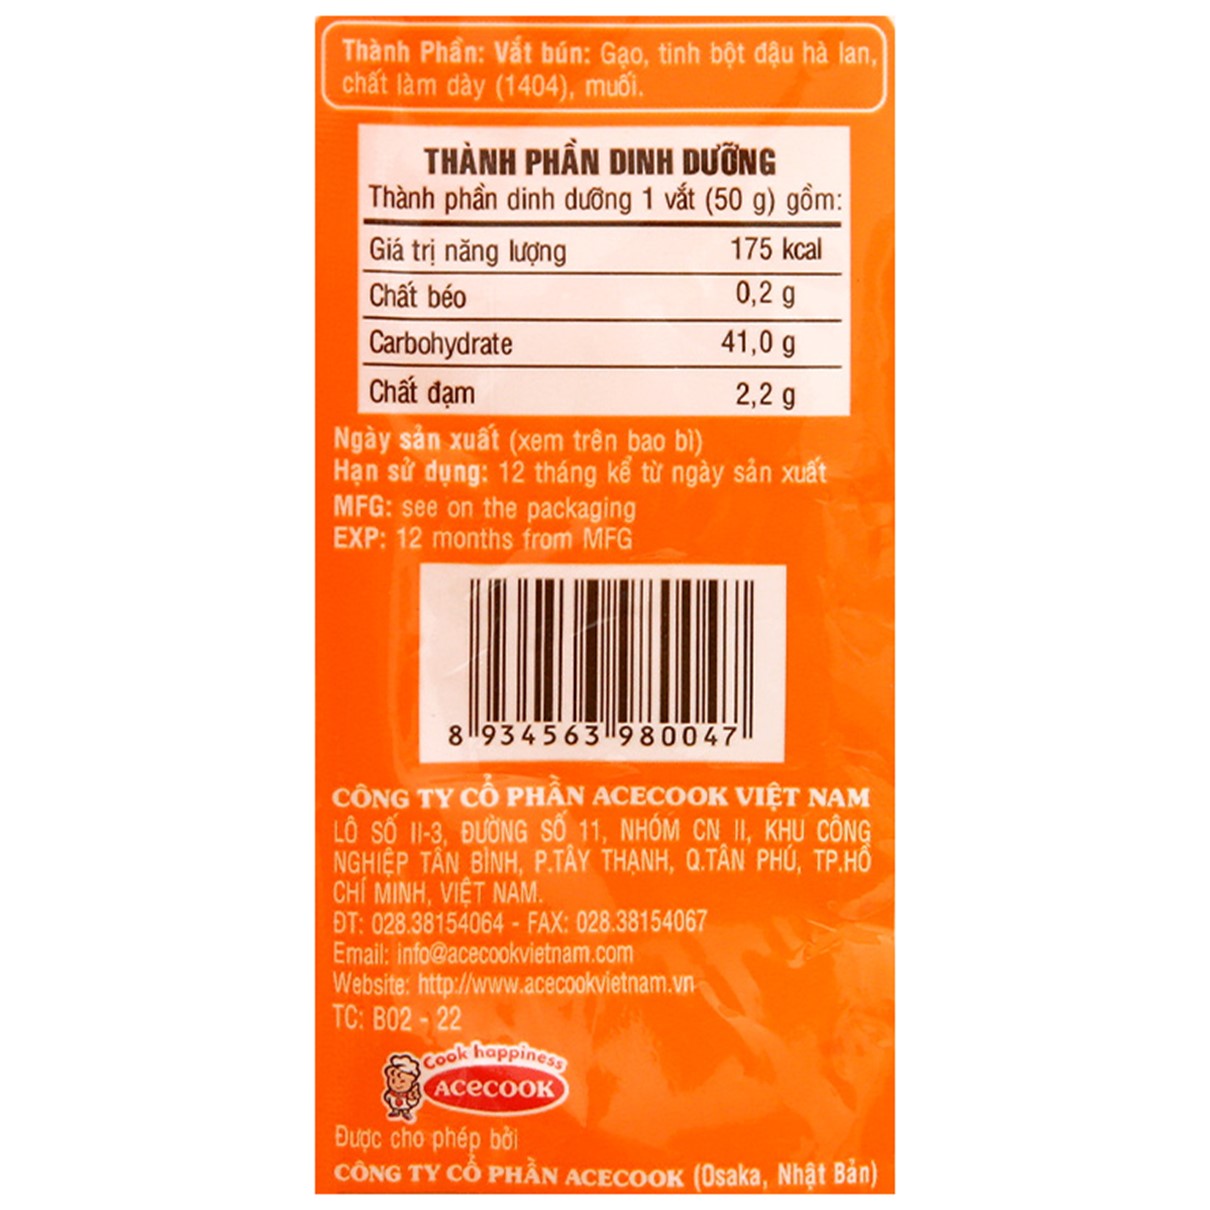 Thành Phần: Vắt bún: Gạo, tinh bột đậu hà lan,
chất làm dày (1404), muối.
THÀNH PHẦN DINH DƯỠNG
Thành phần dinh dưỡng 1 vắt (50 g) gồm:
Giá trị năng lượng 175 kcal
Chất béo 0,2 g
Carbohydrate 41,0 g
Chất đạm 2,2 g
Ngày sản xuất (xem trên bao bì)
Hạn sử dụng: 12 tháng kể từ ngày sản xuất
MFG: see on the packaging
EXP: 12 months from MFG
8 934563 980047
CÔNG TY CỔ PHẦN ACECOOK VIỆT NAM
LÔ SỐ II-3, ĐƯỜNG SỐ 11, NHÓM CN II, KHU CÔNG
NGHIỆP TÂN BÌNH, P.TÂY THẠNH, Q.TÂN PHÚ, TP.HỒ
CHÍ MINH, VIỆT NAM.
ĐT: 028.38154064 - FAX: 028.38154067
Email: info@acecookvietnam.com
Website: http://www.acecookvietnam.vn
TC: B02 - 22
Cook happiness
ACECOOK
Được cho phép bởi
CÔNG TY CỔ PHẦN ACECOOK (Osaka, Nhật Bản)